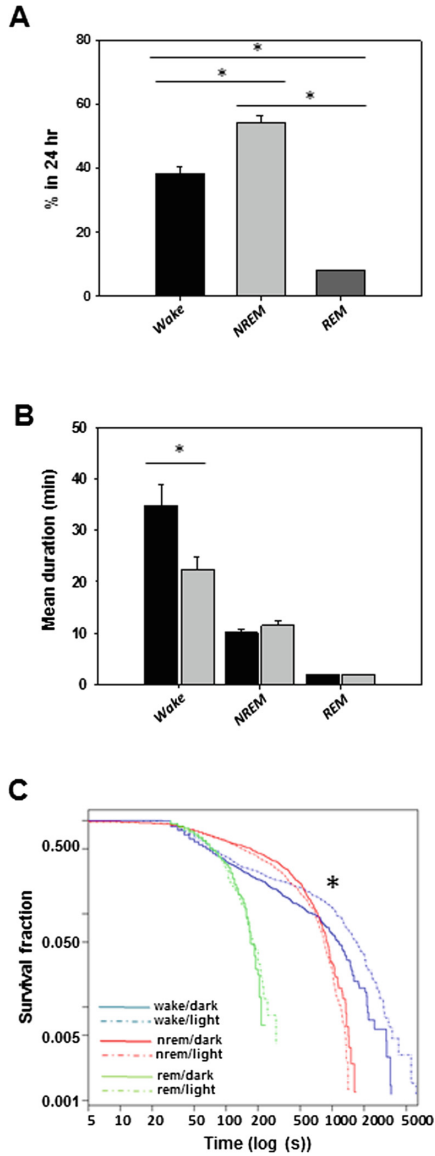 A
80
60
40
20
0
% in 24 hr
*
*
*
Wake
NREM
REM
B
50
40
30
20
10
0
Mean duration (min)
*
Wake
NREM
REM
C
0.500
0.050
0.005
0.001
Survival fraction
*
wake/dark
wake/light
nrem/dark
nrem/light
rem/dark
rem/light
5 10 20 50 100 200 500 1000 2000 5000
Time (log (s))